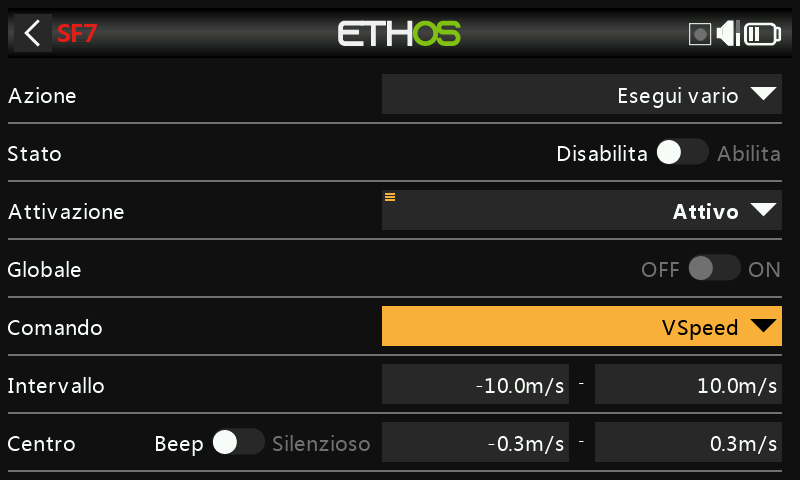 SF7 ETHOS
Azione Esegui vario
Stato Disabilita Abilita
Attivazione Attivo
Globale OFF ON
Comando VSpeed
Intervallo -10.0m/s - 10.0m/s
Centro Beep Silenzioso -0.3m/s - 0.3m/s